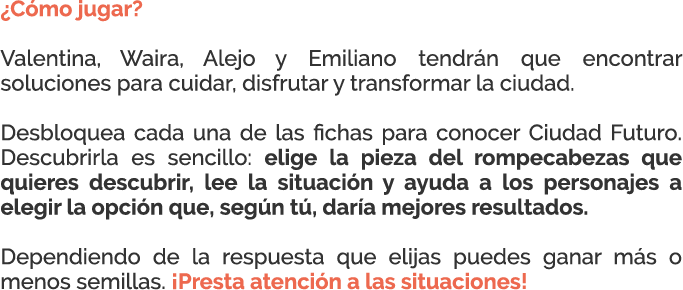 ¿Cómo jugar?
Valentina, Waira, Alejo y Emiliano tendrán que encontrar
soluciones para cuidar, disfrutar y transformar la ciudad.
Desbloquea cada una de las fichas para conocer Ciudad Futuro.
Descubrirla es sencillo: elige la pieza del rompecabezas que
quieres descubrir, lee la situación y ayuda a los personajes a
elegir la opción que, según tú, daría mejores resultados.
Dependiendo de la respuesta que elijas puedes ganar más o
menos semillas. ¡Presta atención a las situaciones!